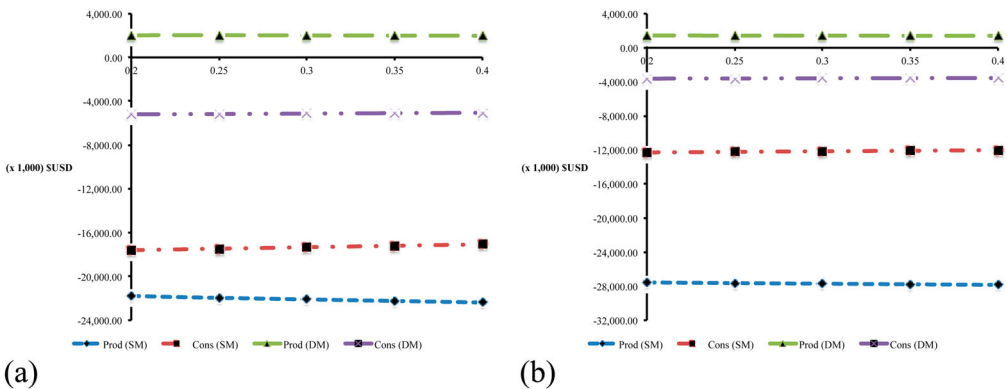 4,000.00
0.00
0.2 0.25 0.3 0.35 0.4
-4,000.00
-8,000.00
(x 1,000) $USD
-12,000.00
-16,000.00
-20,000.00
-24,000.00
Prod (SM) Cons (SM) Prod (DM) Cons (DM)
(a)
4,000.00
0.00
0.2 0.25 0.3 0.35 0.4
-4,000.00
-8,000.00
-12,000.00
(x 1,000) $USD
-16,000.00
-20,000.00
-24,000.00
-28,000.00
-32,000.00
Prod (SM) Cons (SM) Prod (DM) Cons (DM)
(b)